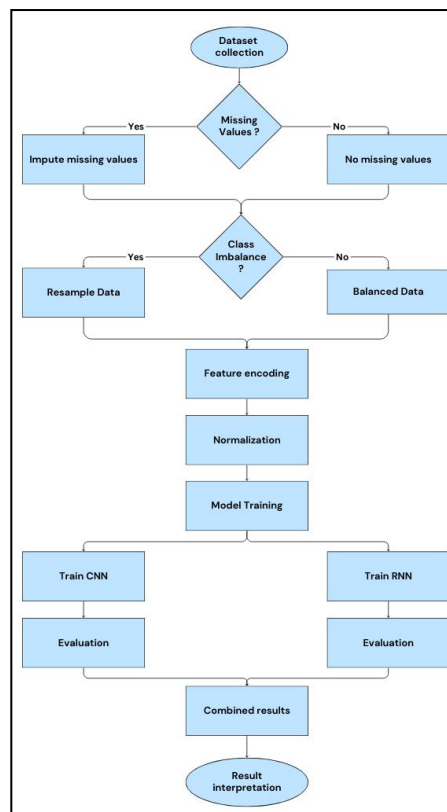 Dataset
collection
Missing
Values ?
Yes
No
Impute missing values
No missing values
Class
Imbalance
?
Yes
No
Resample Data
Balanced Data
Feature encoding
Normalization
Model Training
Train CNN
Train RNN
Evaluation
Evaluation
Combined results
Result
interpretation